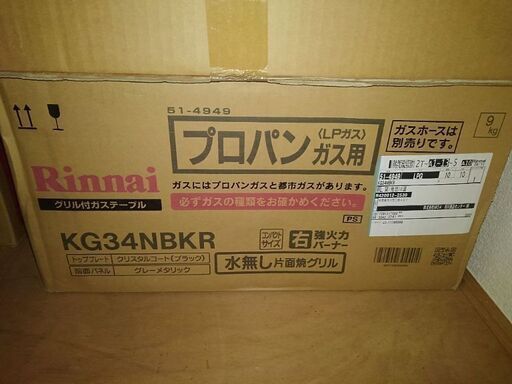 51-4949
プロパン〈LPガス〉ガス用
ガスホースは
別売りです。
9
kg
Rinnai
グリル付ガステーブル
ガスにはプロパンガスと都市ガスがあります。
必ずガスの種類をお確かめください。
PS
KG34NBKR
コンパクト
サイズ
右 強火力
バーナー
トッププレート クリスタルコート(ブラック)
前面パネル グレーメタリック
水無し片面焼グリル
51-4949 LPG
KG34NBKR